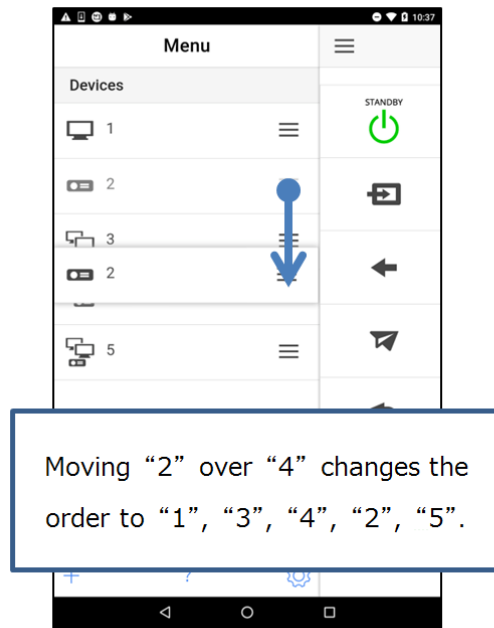 10:37
Menu
Devices
STANDBY
1
2
3
2
5
Moving “2” over “4” changes the
order to “1”, “3”, “4”, “2”, “5”.
+ ?